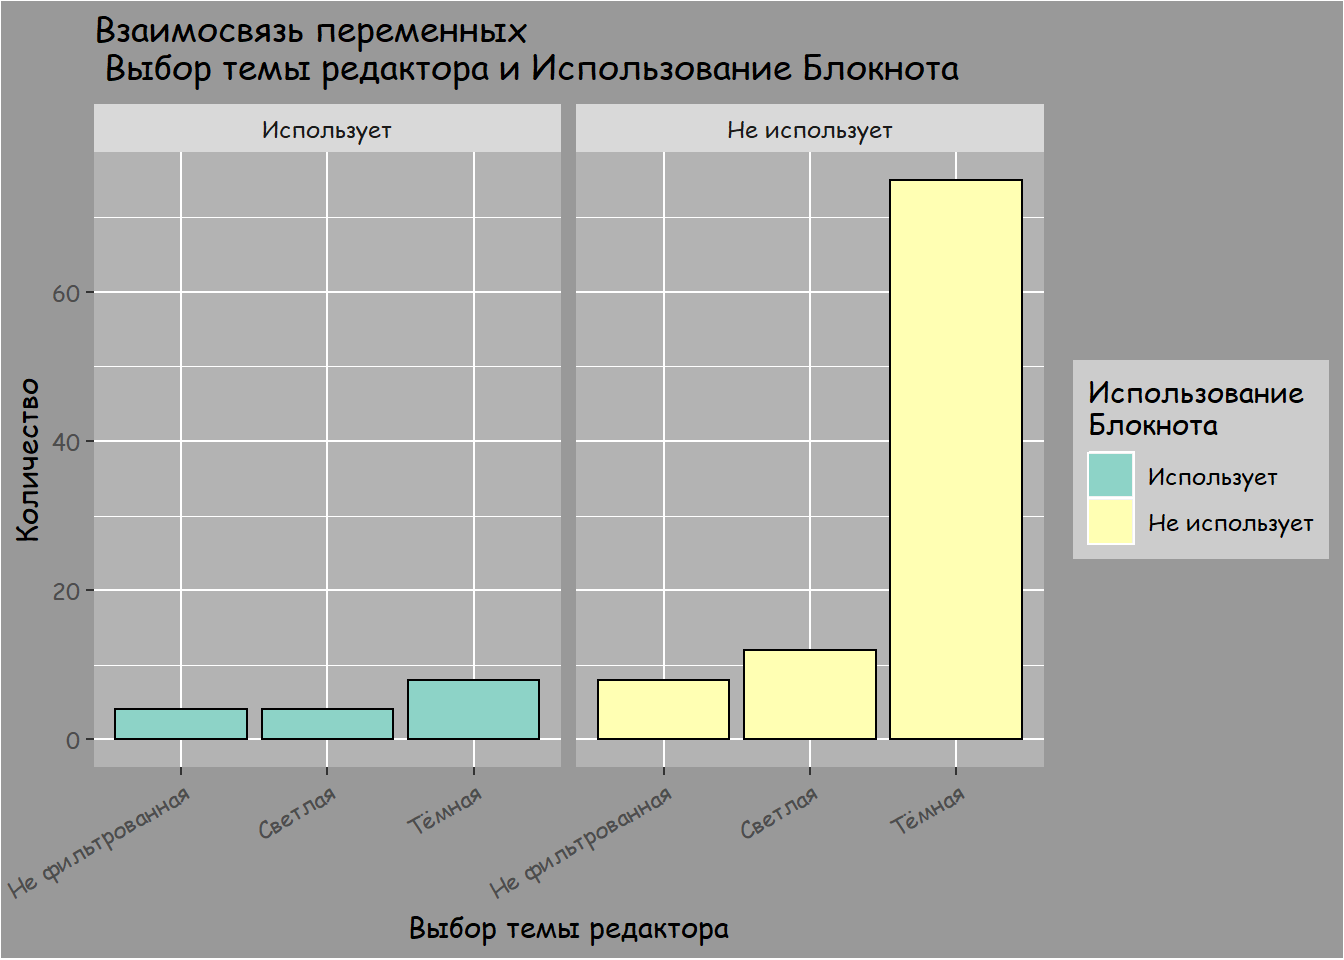 Взаимосвязь переменных
Выбор темы редактора и Использование Блокнота
Использует
Не использует
Количество
60
40
20
0
Не фильтрованная
Светлая
Тёмная
Не фильтрованная
Светлая
Тёмная
Выбор темы редактора
Использование
Блокнота
Использует
Не использует